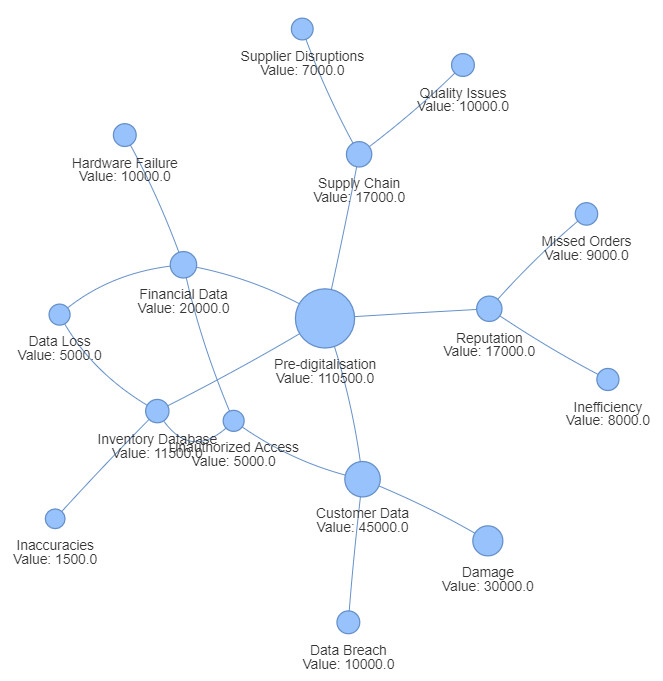 Supplier Disruptions
Value: 7000.0
Quality Issues
Value: 10000.0
Hardware Failure
Value: 10000.0
Supply Chain
Value: 17000.0
Missed Orders
Value: 9000.0
Financial Data
Value: 20000.0
Data Loss
Value: 5000.0
Reputation
Value: 17000.0
Pre-digitalisation
Value: 110500.0
Inefficiency
Value: 8000.0
Inventory Database
Value: 11500.0
Unauthorized Access
Value: 5000.0
Customer Data
Value: 45000.0
Inaccuracies
Value: 1500.0
Damage
Value: 30000.0
Data Breach
Value: 10000.0